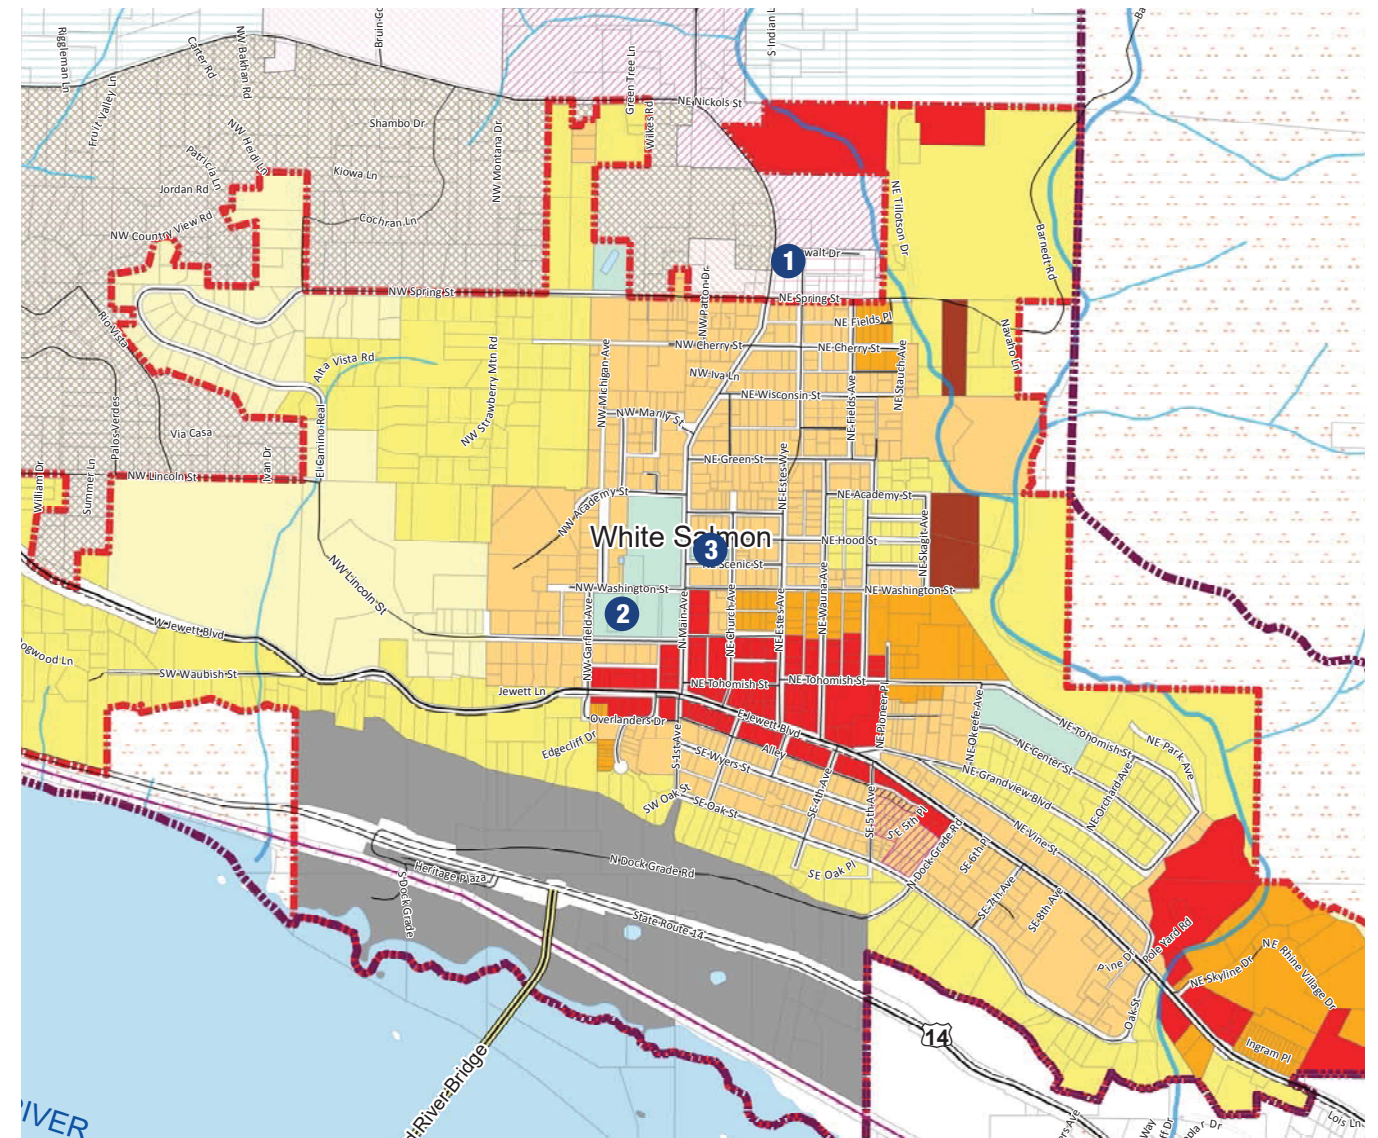 Riggleman Ln
Fruit Valley Ln
Carter Rd
NW Bakhan Rd
Green Tree Ln
S Indian
NE Nickols St
Shambo Dr
NW Heidi Ln
Patricia Ln
Jordan Rd
Kiowa Ln
NW Montana Dr
Wilkes Rd
NW Country View Rd
Cochran Ln
NE Tillotson Dr
Barnedt Rd
1
walt Dr
NW Spring St
NE Spring St
Rio Vista
NW Patton Dr
NE Fields Pl
Navaho Ln
NW Cherry St
NE Cherry St
Alta Vista Rd
NW Strawberry Mtn Rd
NW Michigan Ave
NW Iva Ln
NE Stauch Ave
NE Wisconsin St
NE Fields Ave
NW Manly St
Palos Verdes
Via Casa
El Camino Real
Ivan Dr
NE Green St
NE Estes Wye
William Dr
Summer Ln
NW Lincoln St
NW Academy St
NE Academy St
White Salmon
3
NE Hood St
NE Skagit Ave
NE Scenic St
NW Lincoln St
NW Washington St
NE Washington St
2
NW Garfield Ave
N Main Ave
NE Church Ave
NE Estes Ave
NE Wauna Ave
W Jewett Blvd
ogwood Ln
SW Waubish St
Jewett Ln
NE Tohomish St
NE Tohomish St
NE Pioneer Pl
Overlanders Dr
E Jewett Blvd
Edgecliff Dr
S 1st Ave
Alley
SE Wyers St
NE Okeefe Ave
NE Tohomish St
NE Center St
NE Park Ave
NE Grandview Blvd
NE Orchard Ave
SW Oak St
SE Oak St
SE 4th Ave
SE 5th Ave
SE 5th Pl
NE Vine St
SE Oak Pl
N Dock Grade Rd
SE 6th Pl
SE 7th Ave
SE 8th Ave
N Dock Grade Rd
Heritage Plaza
S Dock Grade
State Route 14
Pine Dr
Pole Yard Rd
NE Skyline Dr
NE Rhine Village Dr
Oak St
14
Ingram Pl
River Bridge
IVER
Lois Ln
Way